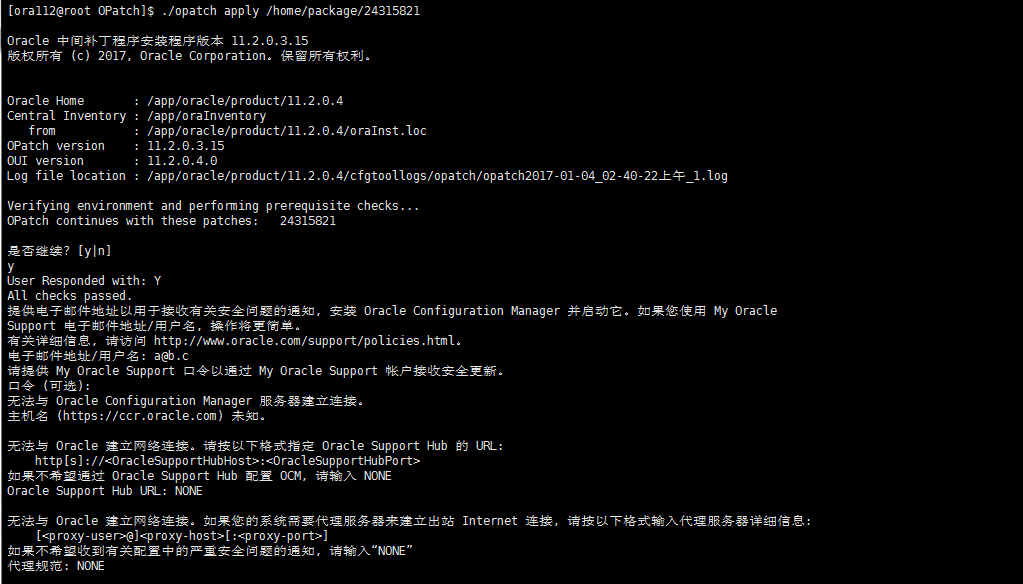 [ora112@root OPatch]$ ./opatch apply /home/package/24315821
Oracle 中间补丁程序安装程序版本 11.2.0.3.15
版权所有 (c) 2017, Oracle Corporation。保留所有权利。
Oracle Home       : /app/oracle/product/11.2.0.4
Central Inventory : /app/oraInventory
   from           : /app/oracle/product/11.2.0.4/oraInst.loc
OPatch version    : 11.2.0.3.15
OUI version       : 11.2.0.4.0
Log file location : /app/oracle/product/11.2.0.4/cfgtoollogs/opatch/opatch2017-01-04_02-40-22上午_1.log
Verifying environment and performing prerequisite checks...
OPatch continues with these patches:   24315821
是否继续? [y|n]
y
User Responded with: Y
All checks passed.
提供电子邮件地址以用于接收有关安全问题的通知, 安装 Oracle Configuration Manager 并启动它。如果您使用 My Oracle
Support 电子邮件地址/用户名, 操作将更简单。
有关详细信息, 请访问 http://www.oracle.com/support/policies.html。
电子邮件地址/用户名: a@b.c
请提供 My Oracle Support 口令以通过 My Oracle Support 帐户接收安全更新。
口令 (可选):
无法与 Oracle Configuration Manager 服务器建立连接。
主机名 (https://ccr.oracle.com) 未知。
无法与 Oracle 建立网络连接。请按以下格式指定 Oracle Support Hub 的 URL:
    http[s]://<OracleSupportHubHost>:<OracleSupportHubPort>
如果不希望通过 Oracle Support Hub 配置 OCM, 请输入 NONE
Oracle Support Hub URL: NONE
无法与 Oracle 建立网络连接。如果您的系统需要代理服务器来建立出站 Internet 连接, 请按以下格式输入代理服务器详细信息:
    [<proxy-user>@]<proxy-host>[:<proxy-port>]
如果不希望收到有关配置中的严重安全问题的通知, 请输入“NONE”
代理规范: NONE